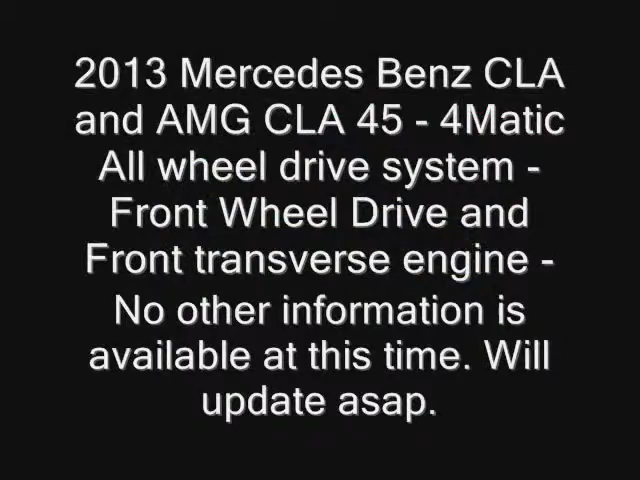 2013 Mercedes Benz CLA
and AMG CLA 45 - 4Matic
All wheel drive system -
Front Wheel Drive and
Front transverse engine -
No other information is
available at this time. Will
update asap.